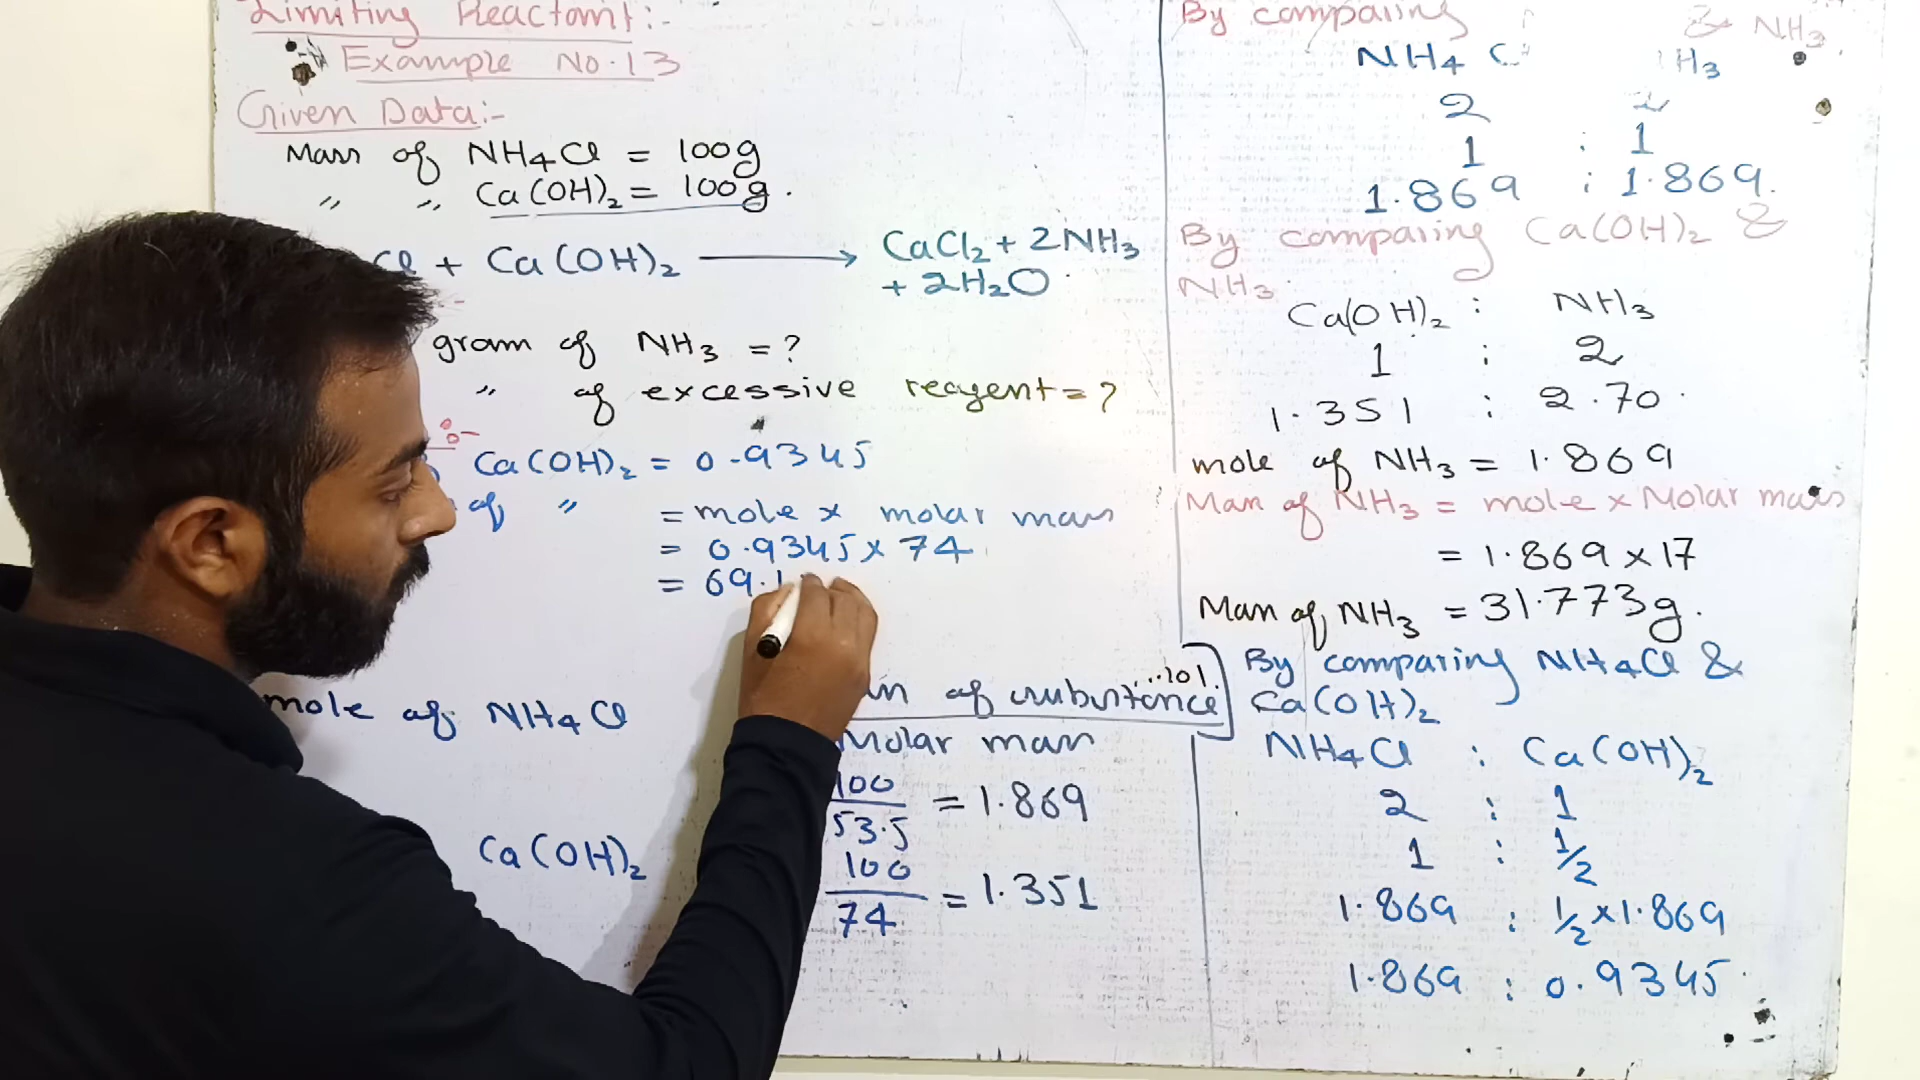 Limiting Reactant:-
Example No.13
Given Data:-
Mass of NH4Cl = 100g
" " Ca(OH)2 = 100g.
Cl + Ca(OH)2 ⟶ CaCl2 + 2NH3
+ 2H2O
gram of NH3 = ?
" of excessive reagent = ?
Ca(OH)2 = 0.9345
of " = mole x molar mass
= 0.9345 x 74
= 69.1
mole of NH4Cl
of substance
Molar mass
100
53.5
= 1.869
Ca(OH)2
100
74
= 1.351
By comparing & NH3
NH4 C H3
2 2
1 : 1
1.869 : 1.869.
By comparing Ca(OH)2 &
NH3.
Ca(OH)2 : NH3
1 : 2
1.351 : 2.70.
mole of NH3 = 1.869
Mass of NH3 = mole x Molar mass
= 1.869 x 17
Mass of NH3 = 31.773g.
By comparing NH4Cl &
Ca(OH)2
NH4Cl : Ca(OH)2
2 : 1
1 : 1/2
1.869 : 1/2 x 1.869
1.869 : 0.9345